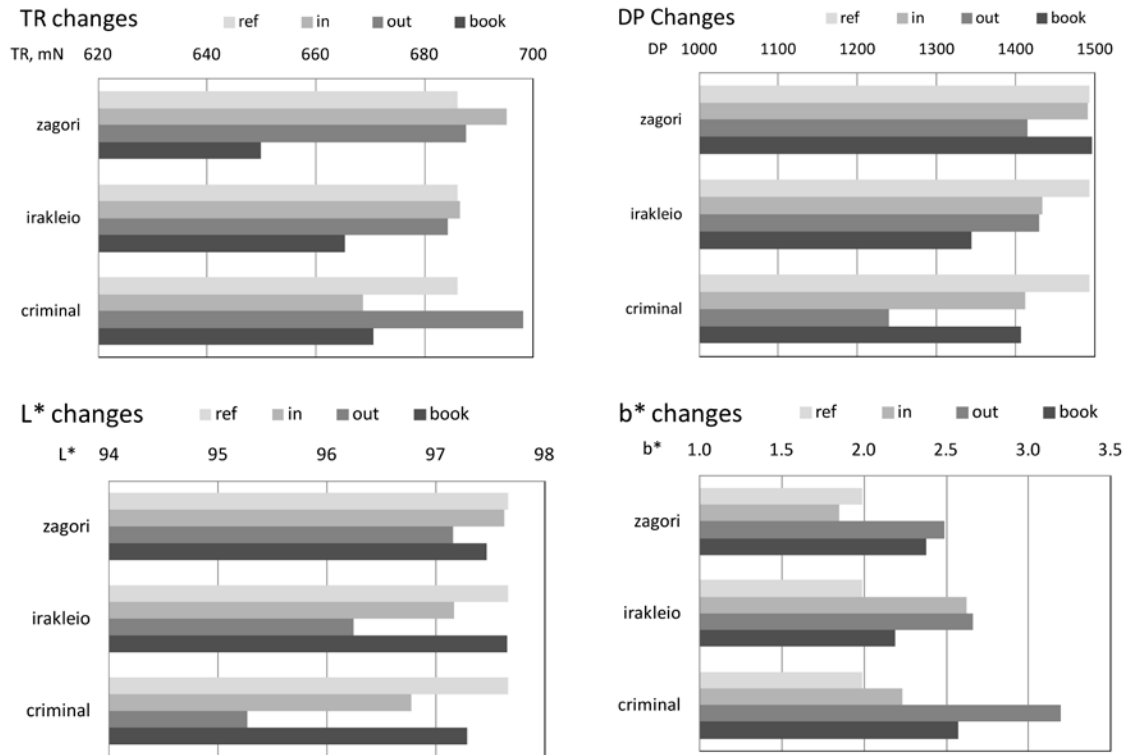 TR changes ref in out book
TR, mN 620 640 660 680 700
zagori
irakleio
criminal
DP Changes ref in out book
DP 1000 1100 1200 1300 1400 1500
zagori
irakleio
criminal
L* changes ref in out book
L* 94 95 96 97 98
zagori
irakleio
criminal
b* changes ref in out book
b* 1.0 1.5 2.0 2.5 3.0 3.5
zagori
irakleio
criminal